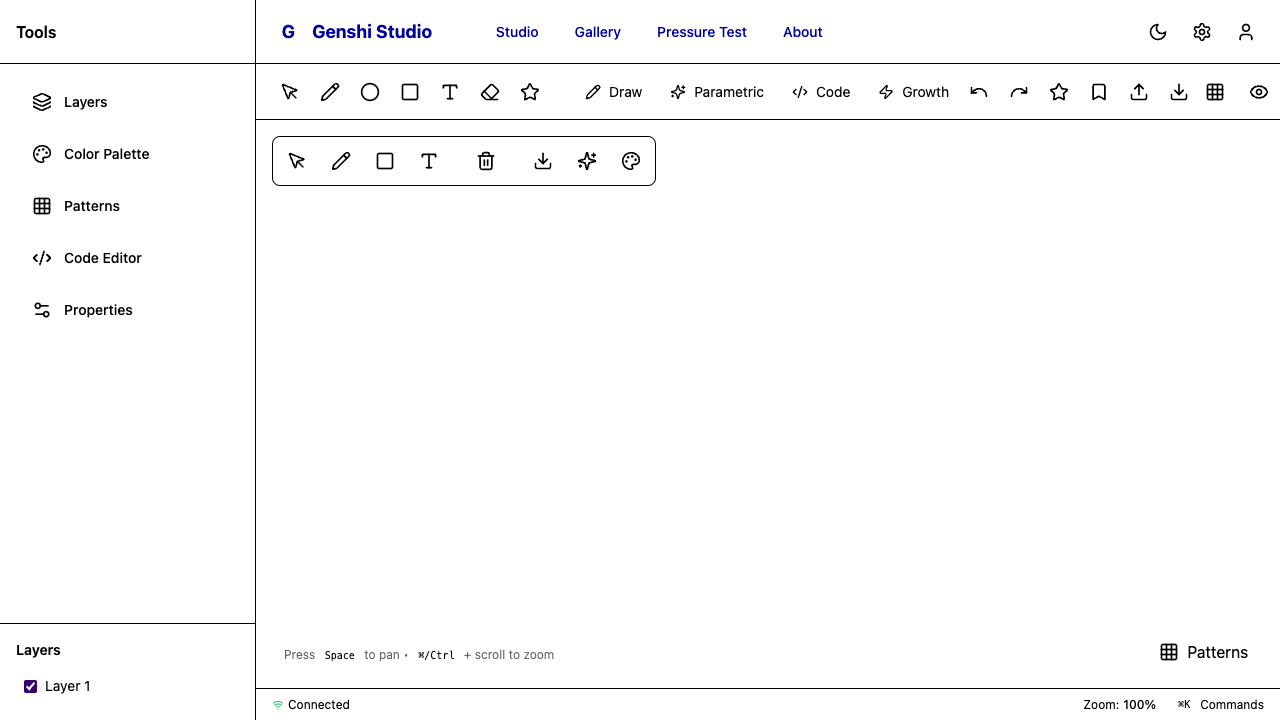 Tools
G Genshi Studio Studio Gallery Pressure Test About
Draw Parametric Code Growth
Layers
Color Palette
Patterns
Code Editor
Properties
Layers
Layer 1
Press Space to pan • ⌘/Ctrl + scroll to zoom
Patterns
Connected
Zoom: 100% ⌘K Commands